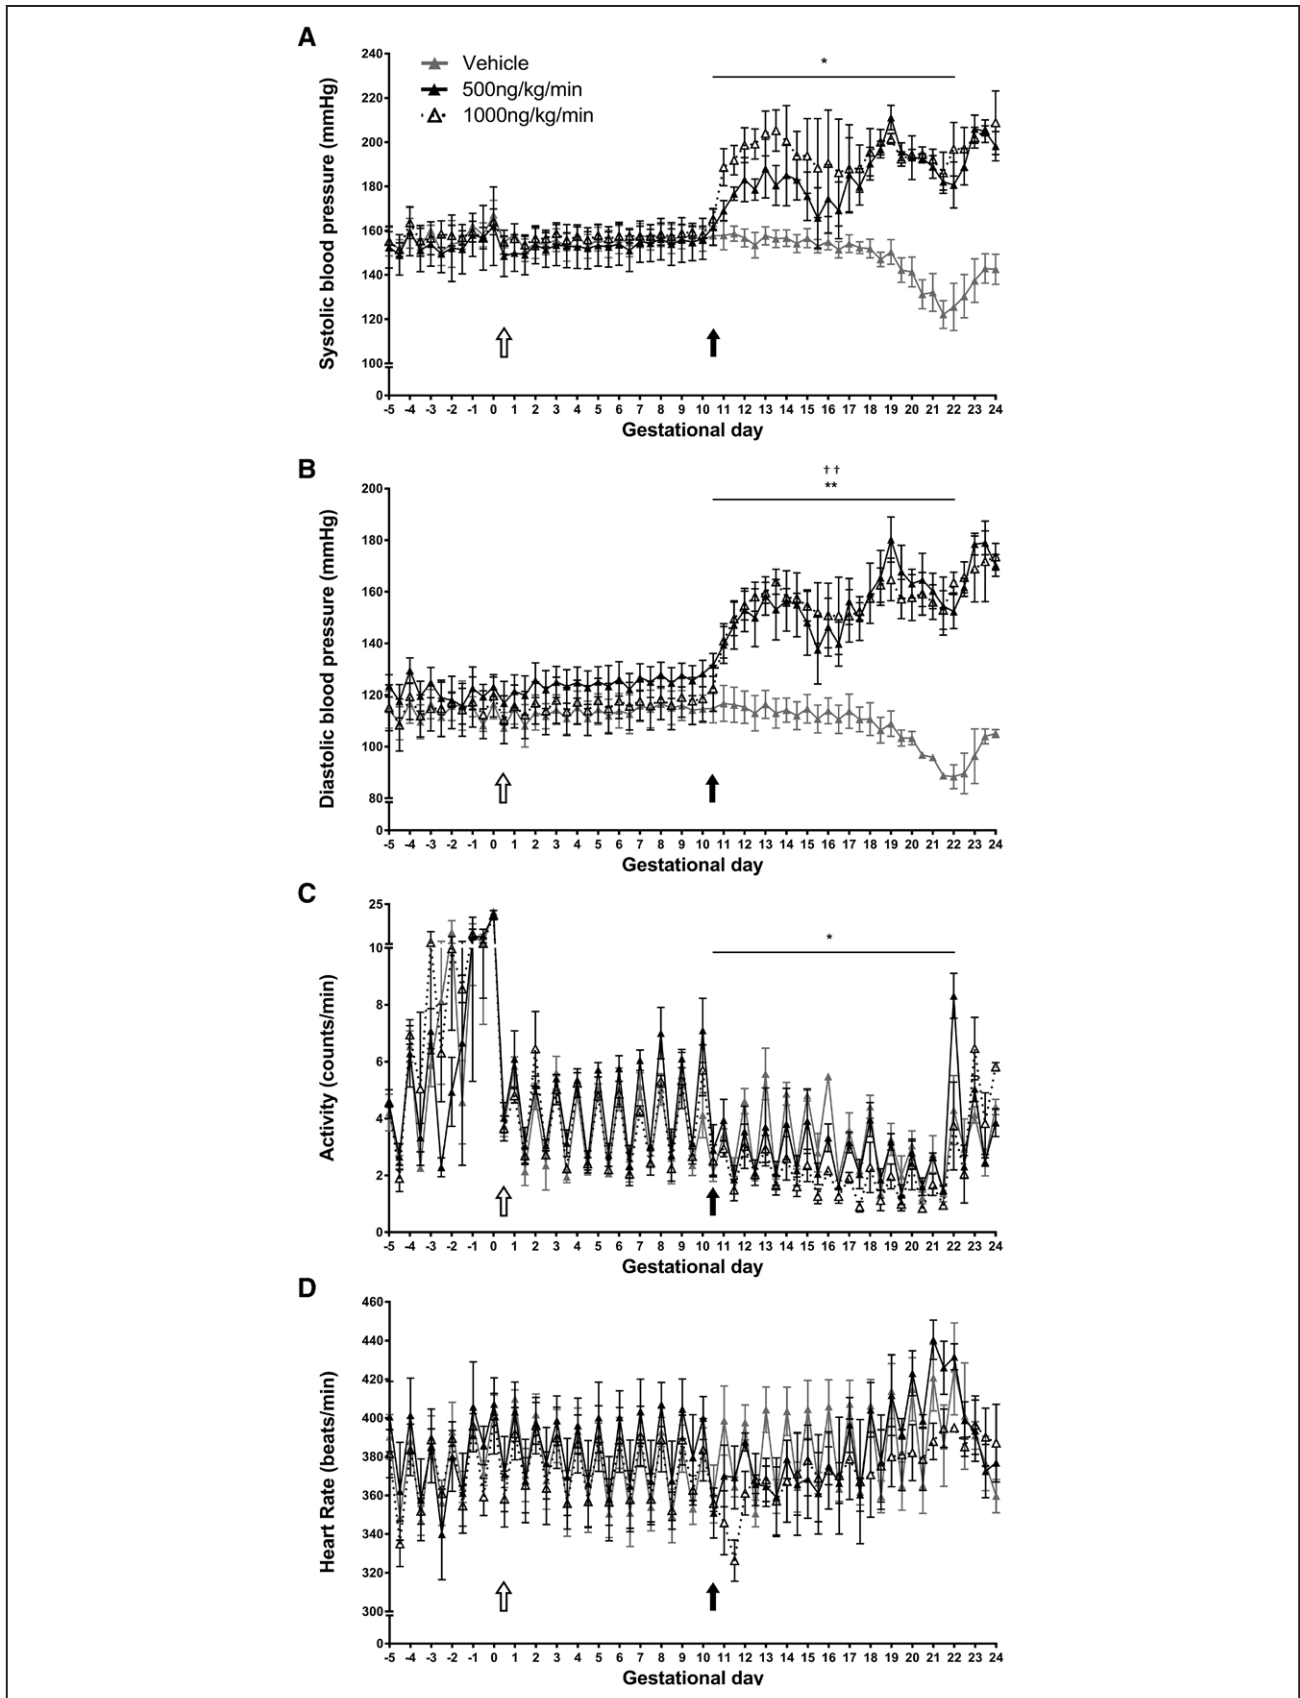 A
Vehicle
500ng/kg/min
1000ng/kg/min
*
Systolic blood pressure (mmHg)
240
220
200
180
160
140
120
100
0
-5 -4 -3 -2 -1 0 1 2 3 4 5 6 7 8 9 10 11 12 13 14 15 16 17 18 19 20 21 22 23 24
Gestational day
B
††
**
Diastolic blood pressure (mmHg)
200
180
160
140
120
100
80
0
-5 -4 -3 -2 -1 0 1 2 3 4 5 6 7 8 9 10 11 12 13 14 15 16 17 18 19 20 21 22 23 24
Gestational day
C
*
Activity (counts/min)
25
10
8
6
4
2
0
-5 -4 -3 -2 -1 0 1 2 3 4 5 6 7 8 9 10 11 12 13 14 15 16 17 18 19 20 21 22 23 24
Gestational day
D
Heart Rate (beats/min)
460
440
420
400
380
360
340
320
300
0
-5 -4 -3 -2 -1 0 1 2 3 4 5 6 7 8 9 10 11 12 13 14 15 16 17 18 19 20 21 22 23 24
Gestational day